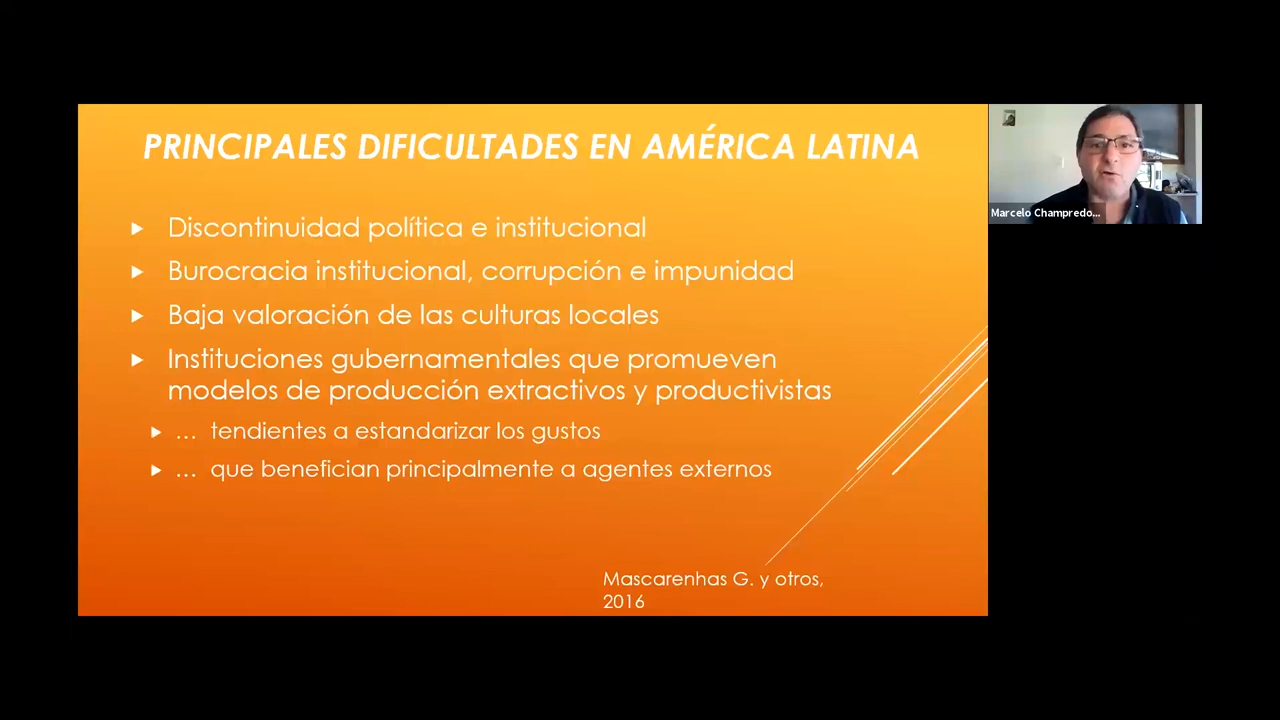 PRINCIPALES DIFICULTADES EN AMÉRICA LATINA
Discontinuidad política e institucional
Burocracia institucional, corrupción e impunidad
Baja valoración de las culturas locales
Instituciones gubernamentales que promueven
modelos de producción extractivos y productivistas
… tendientes a estandarizar los gustos
… que benefician principalmente a agentes externos
Mascarenhas G. y otros,
2016
Marcelo Champredo...